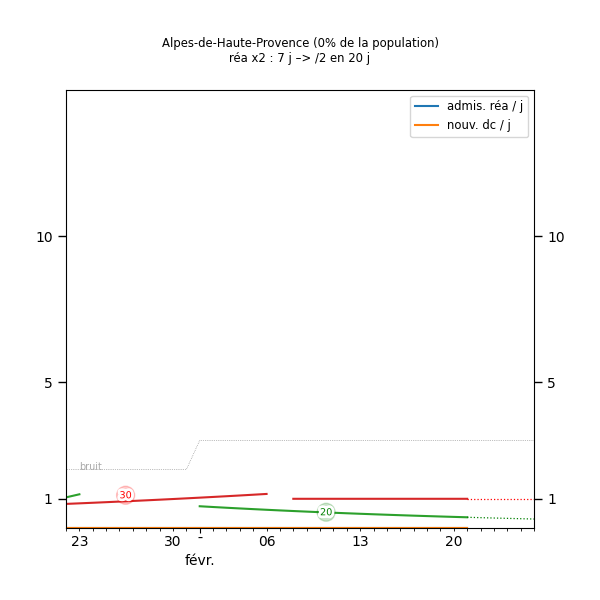 Alpes-de-Haute-Provence (0% de la population)
réa x2 : 7 j –> /2 en 20 j
admis. réa / j
nouv. dc / j
10 10
5 5
bruit
30
1 1
20
23 30 - 06 13 20
févr.